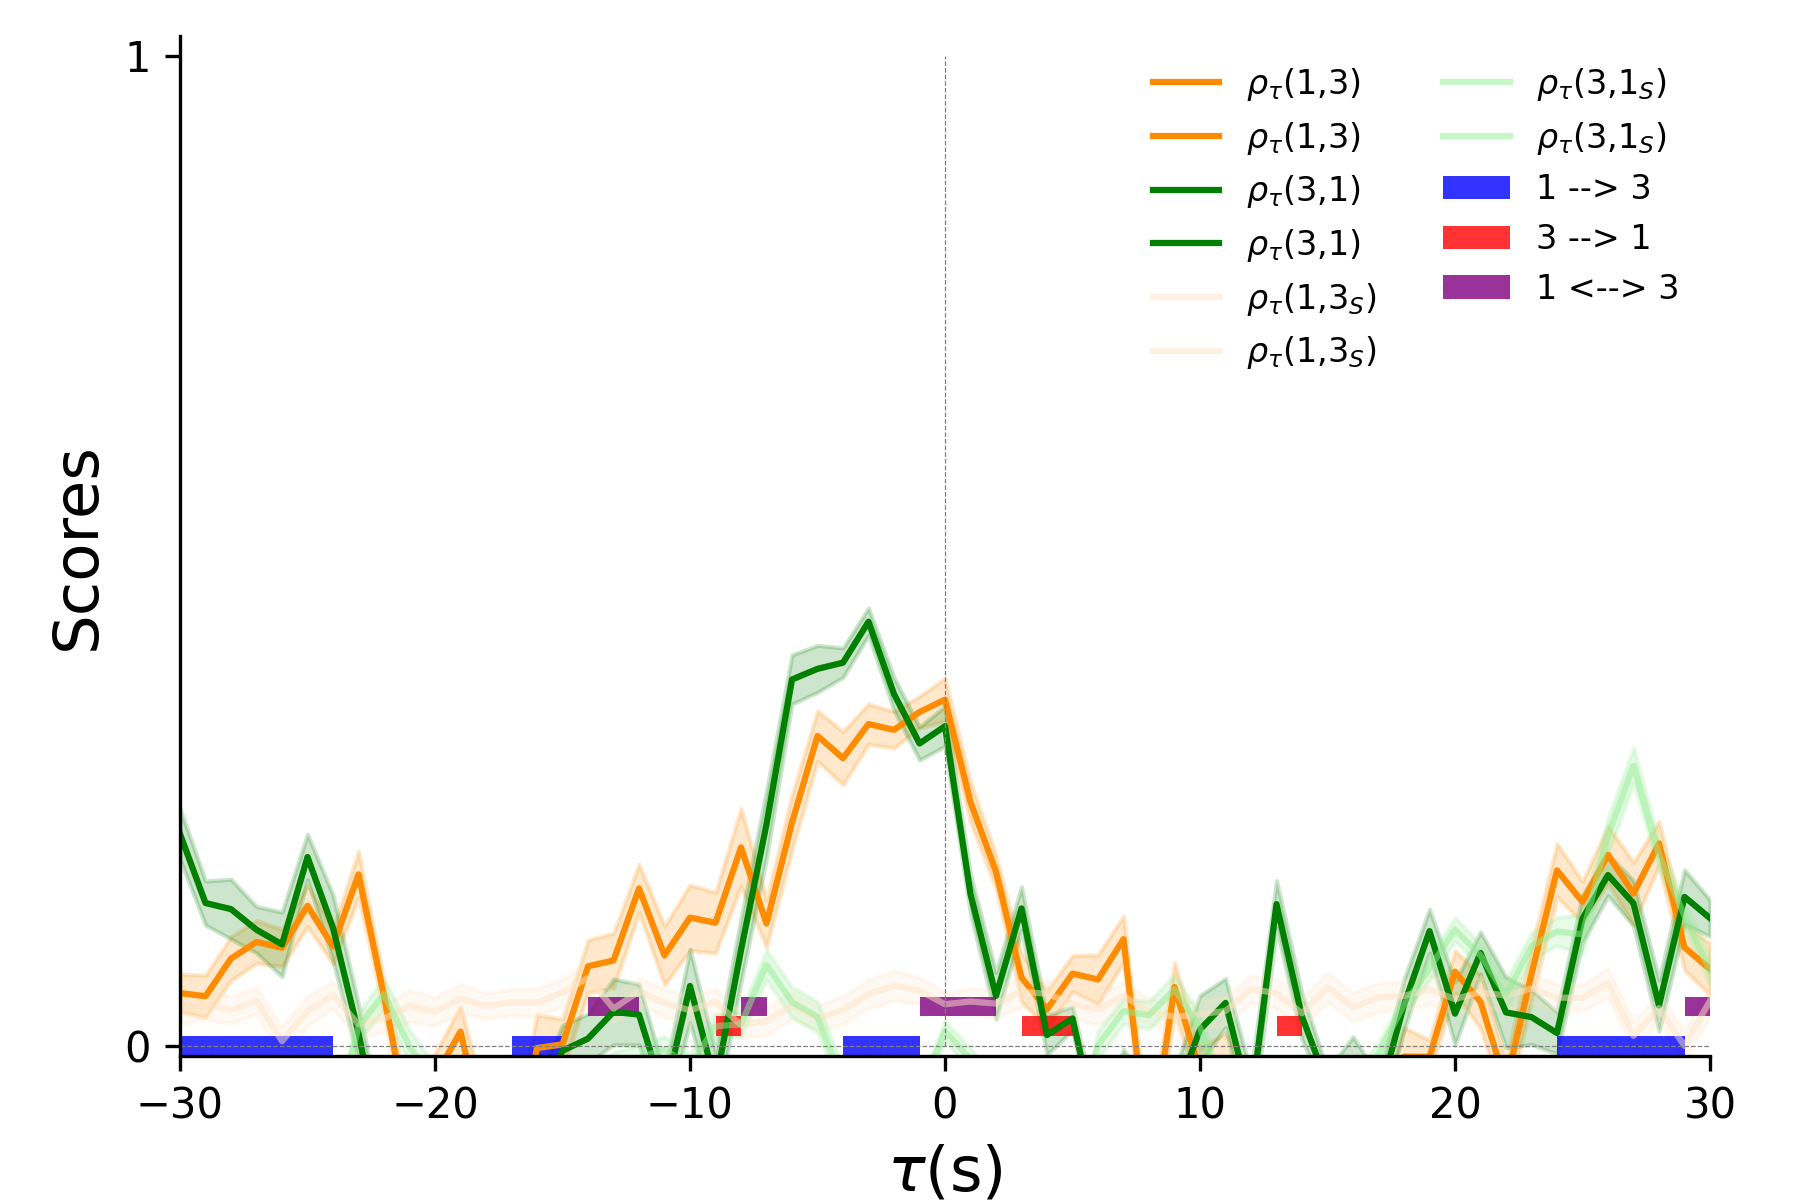 1
ρτ(1,3)
ρτ(1,3)
ρτ(3,1)
ρτ(3,1)
ρτ(1,3S)
ρτ(1,3S)
ρτ(3,1S)
ρτ(3,1S)
1 --> 3
3 --> 1
1 <--> 3
Scores
0
−30 −20 −10 0 10 20 30
τ(s)